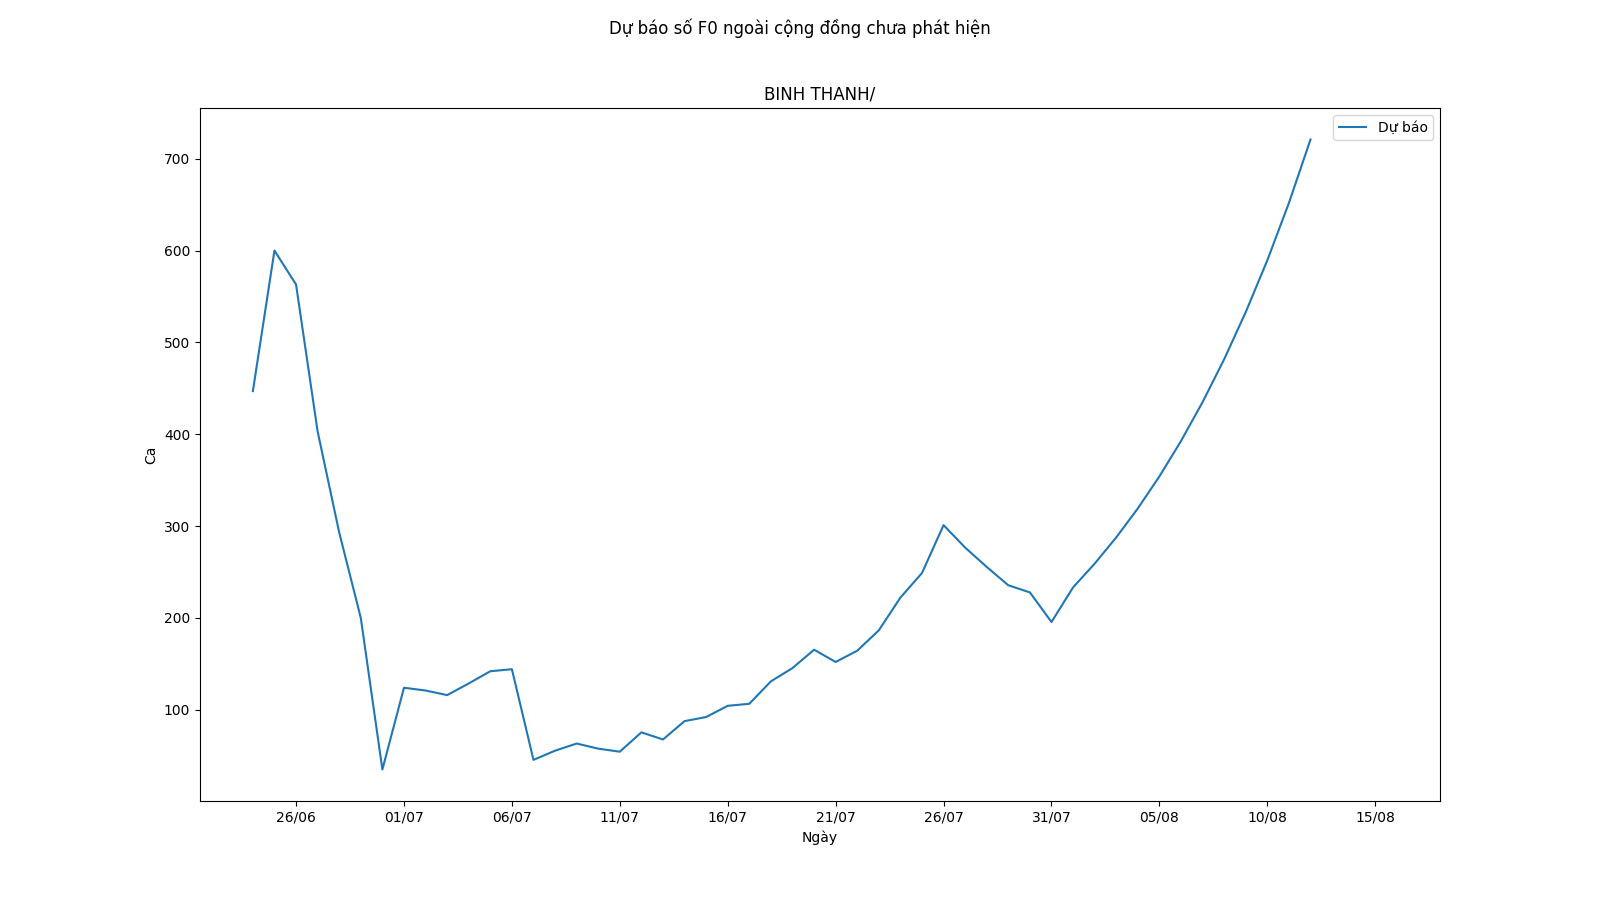 Dự báo số F0 ngoài cộng đồng chưa phát hiện
BINH THANH/
Dự báo
700
600
500
400
300
200
100
Ca
26/06 01/07 06/07 11/07 16/07 21/07 26/07 31/07 05/08 10/08 15/08
Ngày